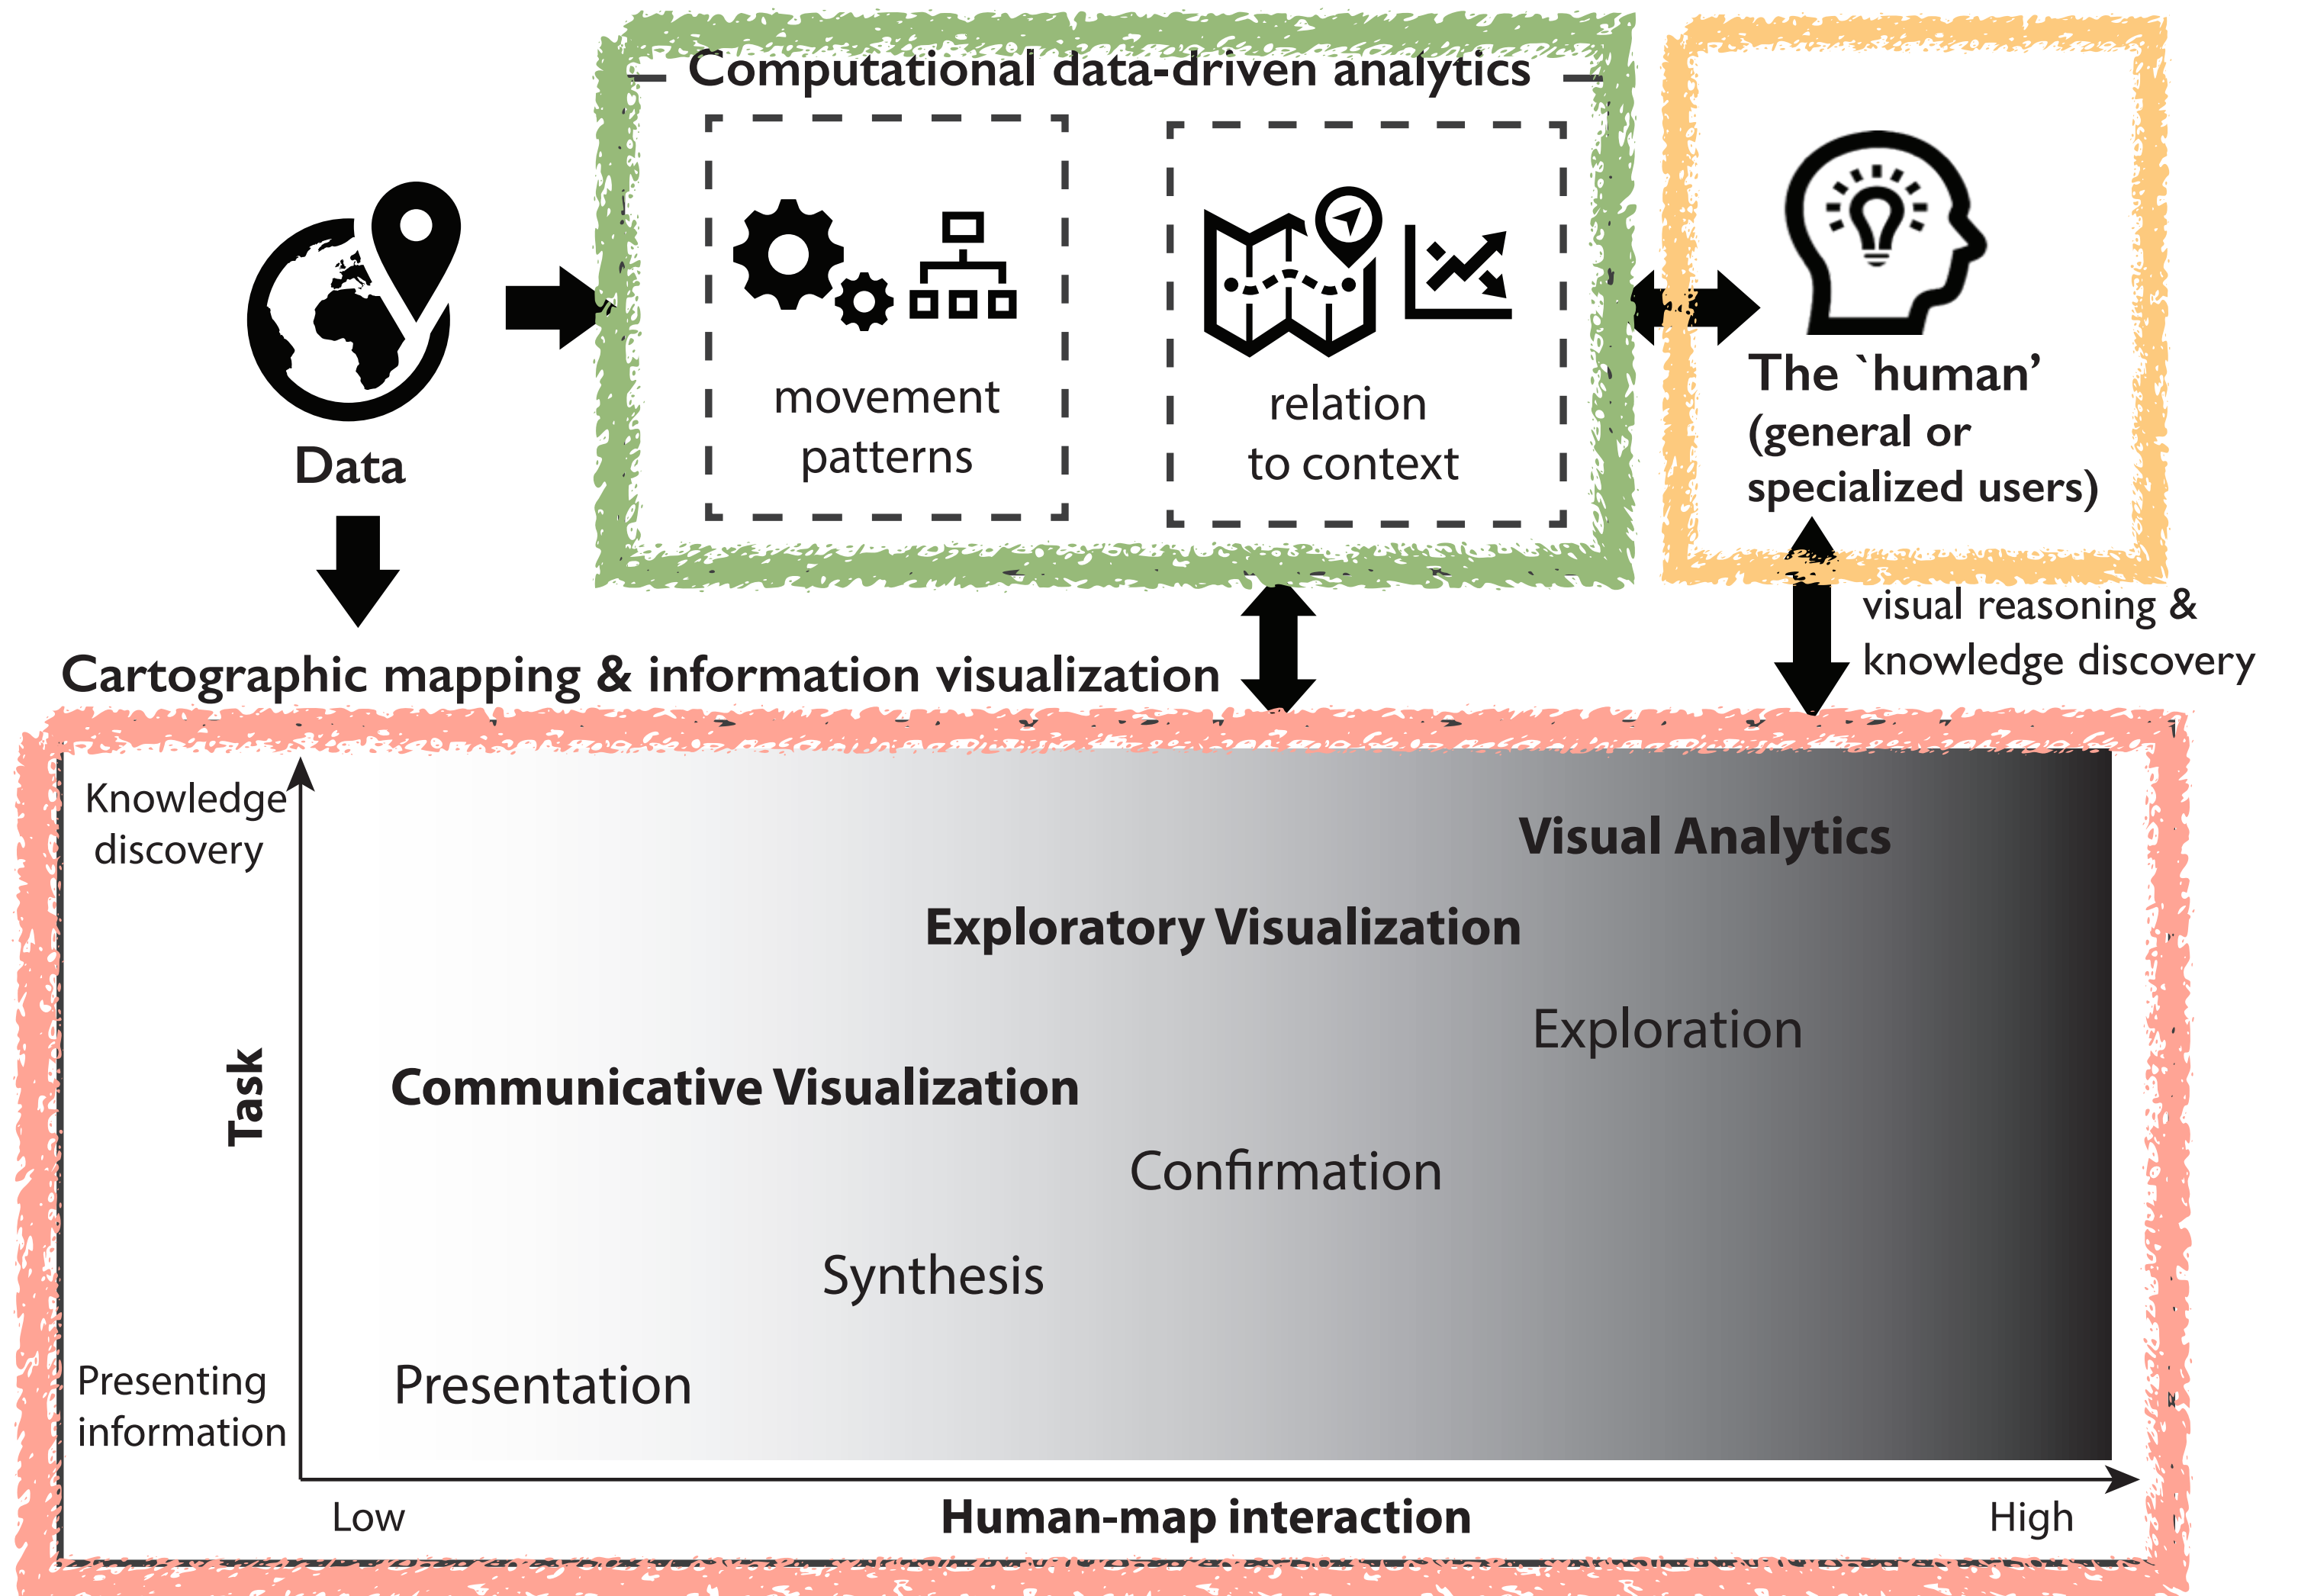 Computational data-driven analytics
movement
patterns
relation
to context
Data
The `human’
(general or
specialized users)
visual reasoning &
knowledge discovery
Cartographic mapping & information visualization
Knowledge
discovery
Visual Analytics
Exploratory Visualization
Exploration
Task
Communicative Visualization
Confirmation
Synthesis
Presentation
Presenting
information
Low
Human-map interaction
High